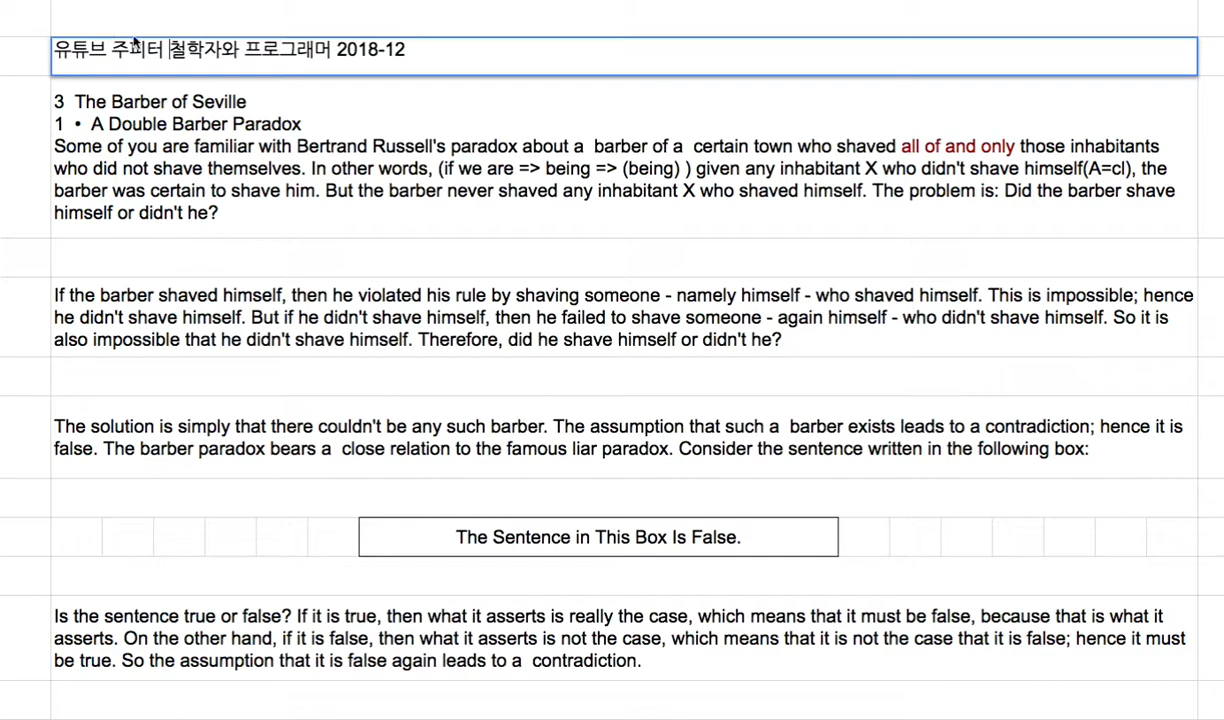 유튜브 주피터 철학자와 프로그래머 2018-12
3 The Barber of Seville
1 • A Double Barber Paradox
Some of you are familiar with Bertrand Russell's paradox about a barber of a certain town who shaved all of and only those inhabitants
who did not shave themselves. In other words, (if we are => being => (being) ) given any inhabitant X who didn't shave himself(A=cl), the
barber was certain to shave him. But the barber never shaved any inhabitant X who shaved himself. The problem is: Did the barber shave
himself or didn't he?
If the barber shaved himself, then he violated his rule by shaving someone - namely himself - who shaved himself. This is impossible; hence
he didn't shave himself. But if he didn't shave himself, then he failed to shave someone - again himself - who didn't shave himself. So it is
also impossible that he didn't shave himself. Therefore, did he shave himself or didn't he?
The solution is simply that there couldn't be any such barber. The assumption that such a barber exists leads to a contradiction; hence it is
false. The barber paradox bears a close relation to the famous liar paradox. Consider the sentence written in the following box:
The Sentence in This Box Is False.
Is the sentence true or false? If it is true, then what it asserts is really the case, which means that it must be false, because that is what it
asserts. On the other hand, if it is false, then what it asserts is not the case, which means that it is not the case that it is false; hence it must
be true. So the assumption that it is false again leads to a contradiction.